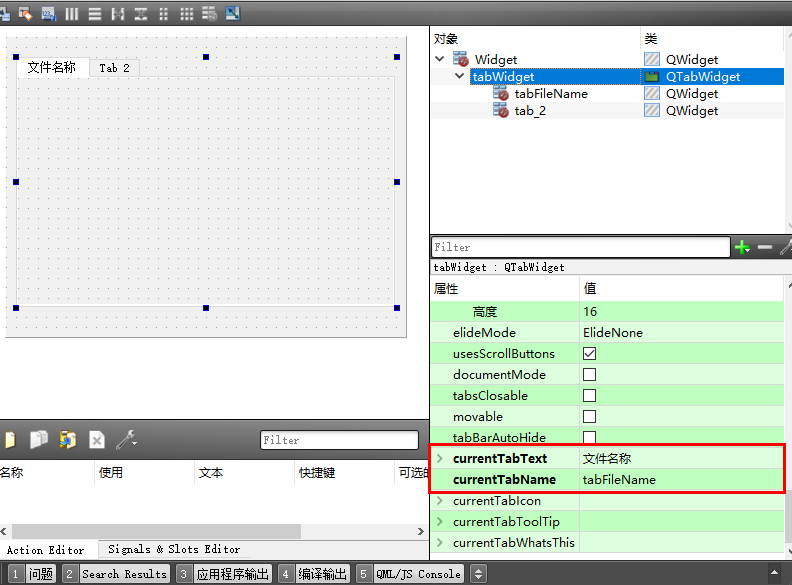 文件名称 Tab 2
对象 类
Widget QWidget
tabWidget QTabWidget
tabFileName QWidget
tab_2 QWidget
Filter
tabWidget : QTabWidget
属性 值
高度 16
elideMode ElideNone
usesScrollButtons
documentMode
tabsClosable
movable
tabBarAutoHide
currentTabText 文件名称
currentTabName tabFileName
currentTabIcon
currentTabToolTip
currentTabWhatsThis
Filter
名称 使用 文本 快捷键 可选的
Action Editor Signals & Slots Editor
1 问题 2 Search Results 3 应用程序输出 4 编译输出 5 QML/JS Console